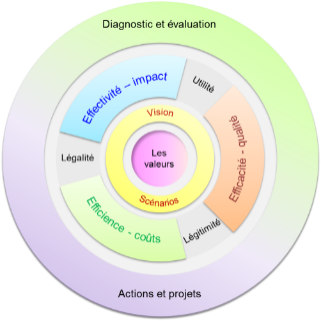 Diagnostic et évaluation
Effectivité – impact
Utilité
Vision
Légalité
Les
valeurs
Efficacité - qualité
Scénarios
Efficience - coûts
Légitimité
Actions et projets